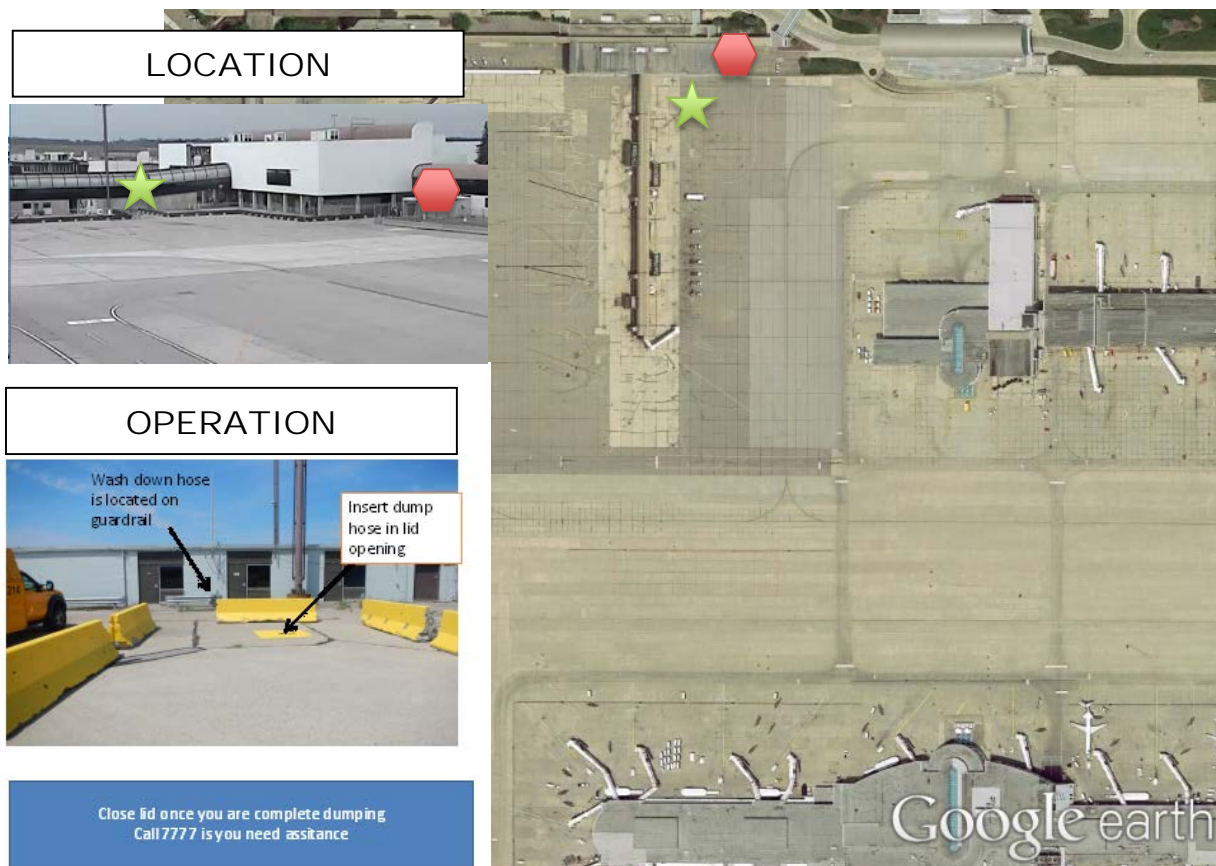 LOCATION
OPERATION
Wash down hose
is located on
guardrail
Insert dump
hose in lid
opening
214
Close lid once you are complete dumping
Call 7777 is you need assitance
Google earth